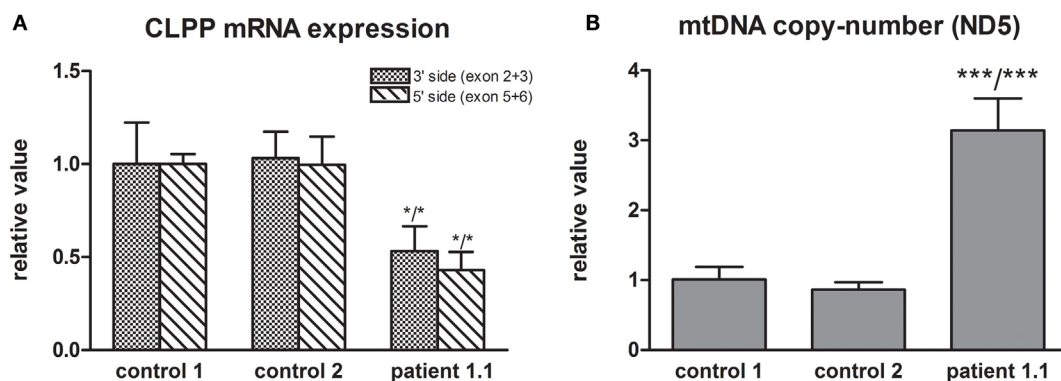 A
CLPP mRNA expression
relative value
1.5
1.0
0.5
0.0
3' side (exon 2+3)
5' side (exon 5+6)
*/*
*/*
control 1
control 2
patient 1.1
B
mtDNA copy-number (ND5)
relative value
4
3
2
1
0
***/***
control 1
control 2
patient 1.1